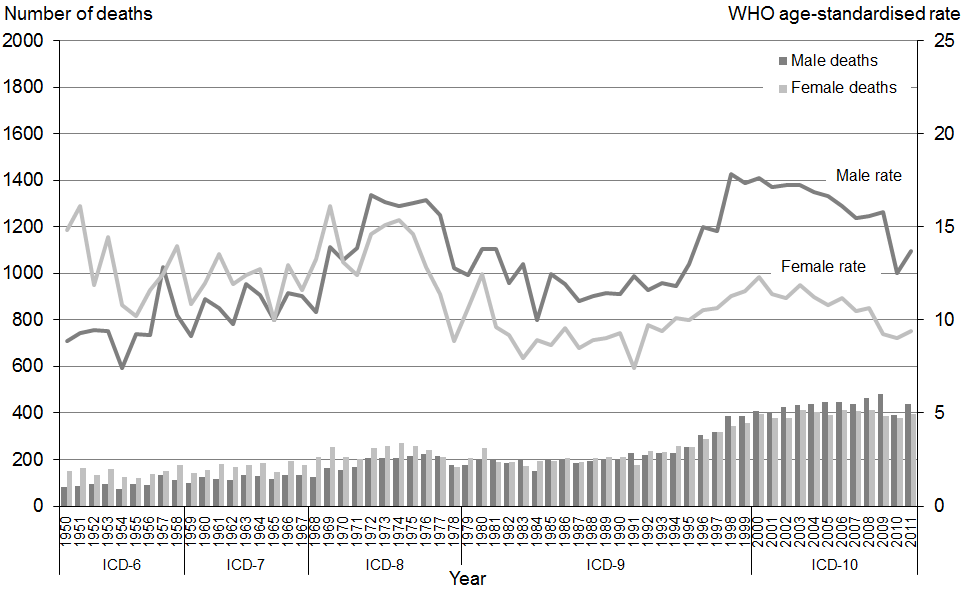 Number of deaths
WHO age-standardised rate
2000
1800
1600
1400
1200
1000
800
600
400
200
0
25
20
15
10
5
0
Male deaths
Female deaths
Male rate
Female rate
1950 1951 1952 1953 1954 1955 1956 1957 1958 1959 1960 1961 1962 1963 1964 1965 1966 1967 1968 1969 1970 1971 1972 1973 1974 1975 1976 1977 1978 1979 1980 1981 1982 1983 1984 1985 1986 1987 1988 1989 1990 1991 1992 1993 1994 1995 1996 1997 1998 1999 2000 2001 2002 2003 2004 2005 2006 2007 2008 2009 2010 2011
ICD-6 ICD-7 ICD-8 ICD-9 ICD-10
Year